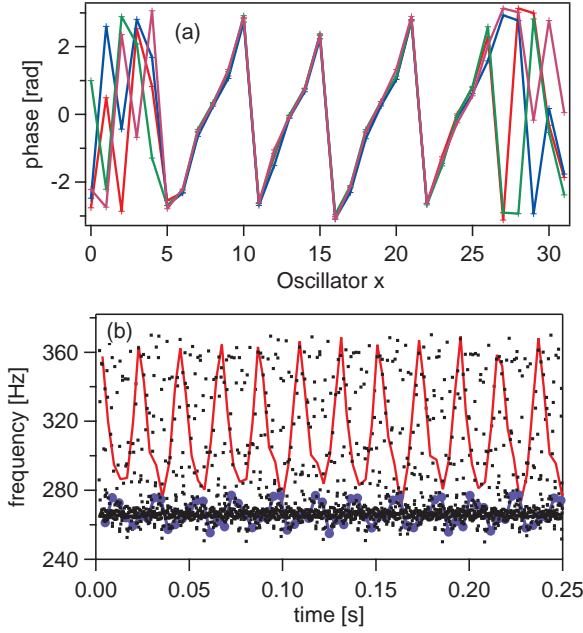 (a)
phase [rad]
2
0
-2
0 5 10 15 20 25 30
Oscillator x
(b)
frequency [Hz]
360
320
280
240
0.00 0.05 0.10 0.15 0.20 0.25
time [s]